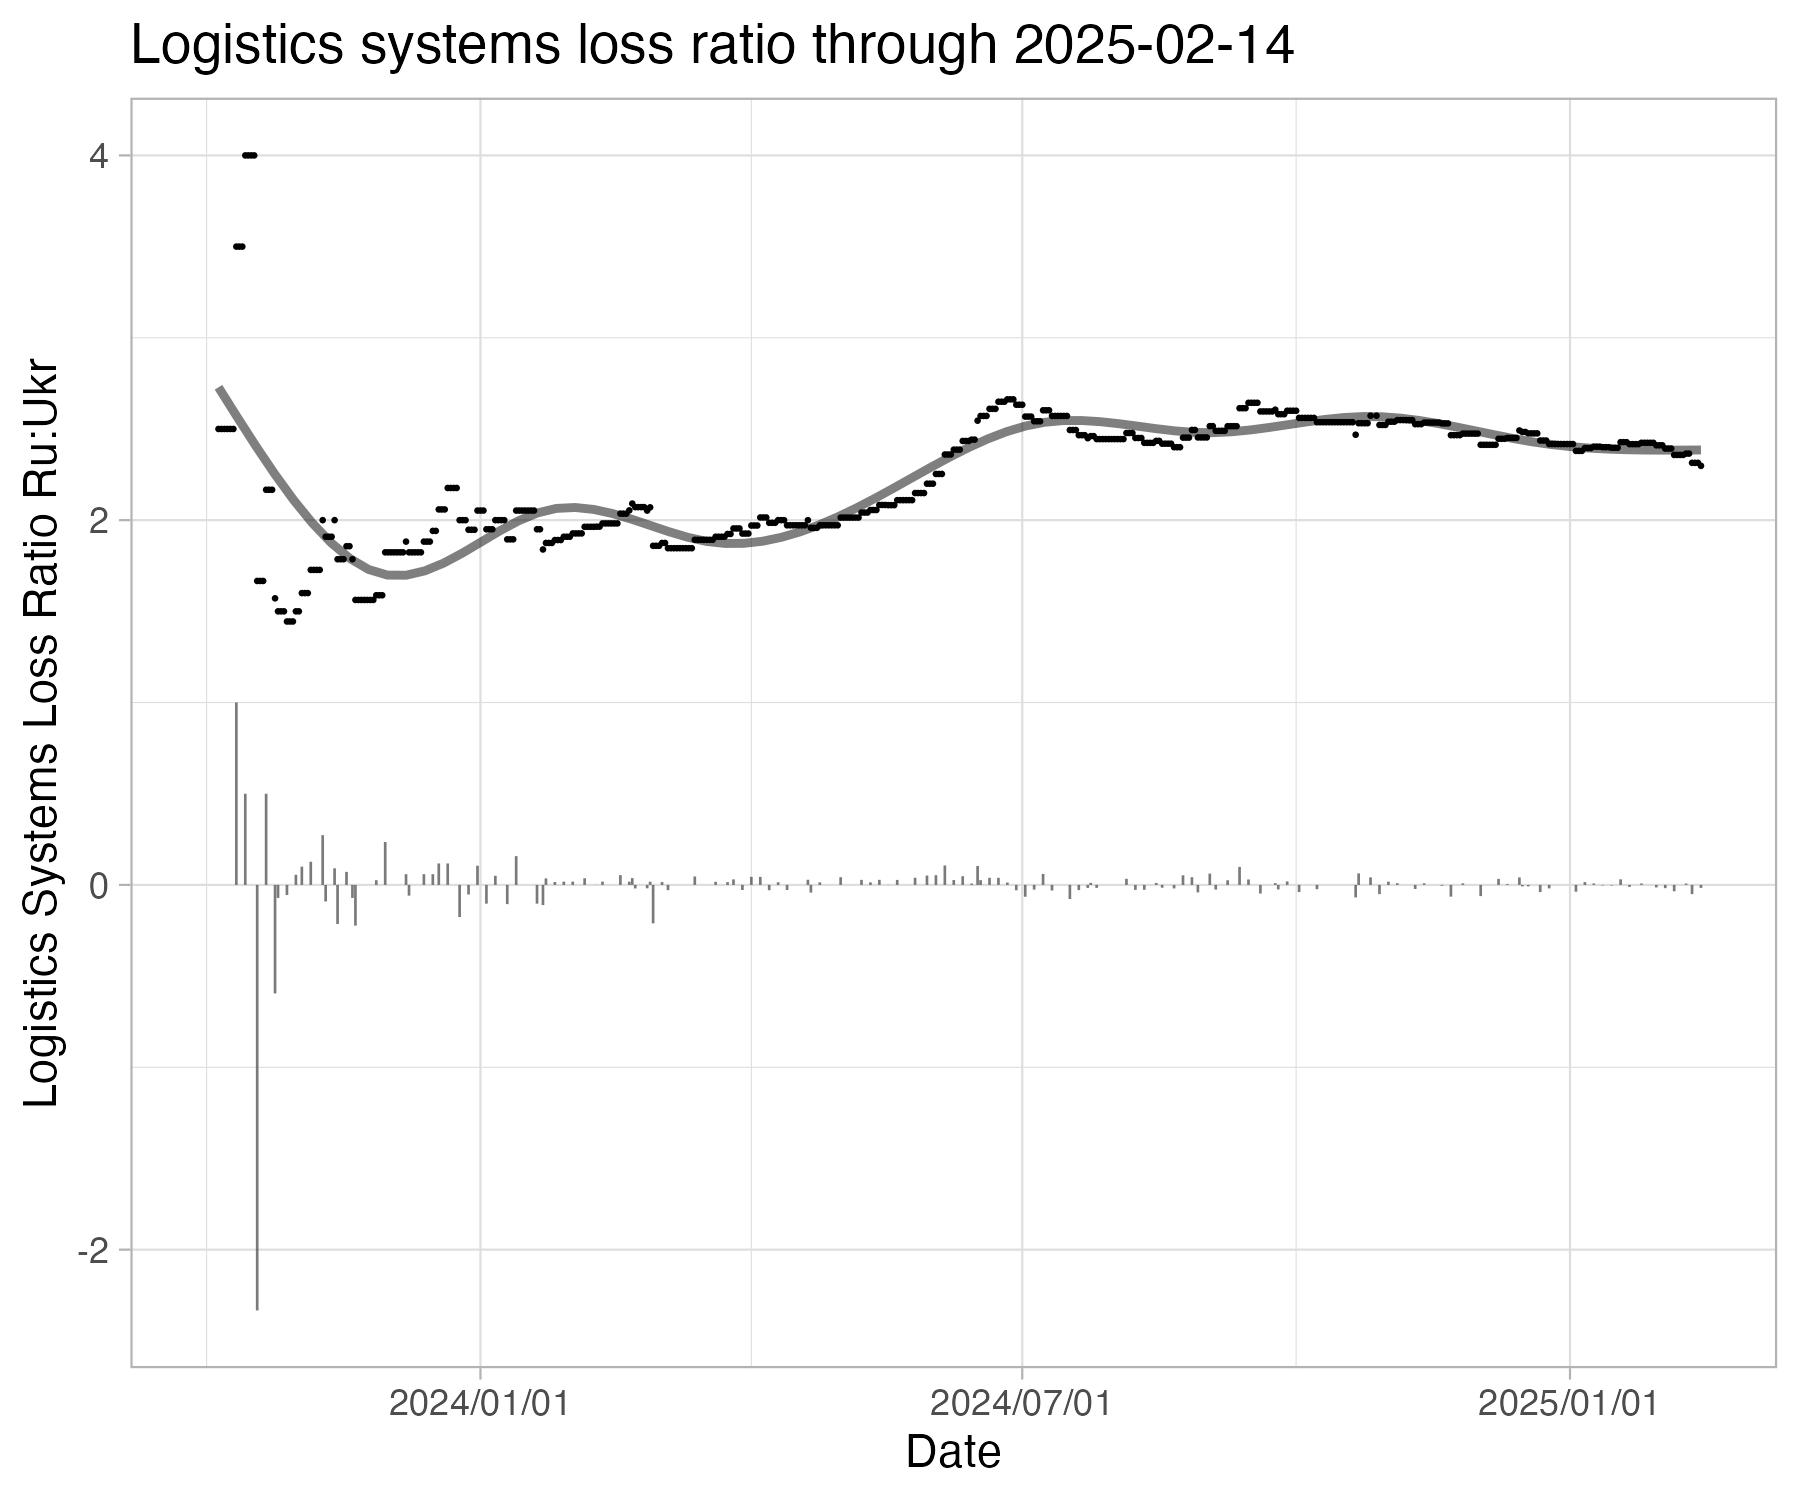 Logistics systems loss ratio through 2025-02-14
Logistics Systems Loss Ratio Ru:Ukr
4
2
0
-2
2024/01/01
2024/07/01
2025/01/01
Date